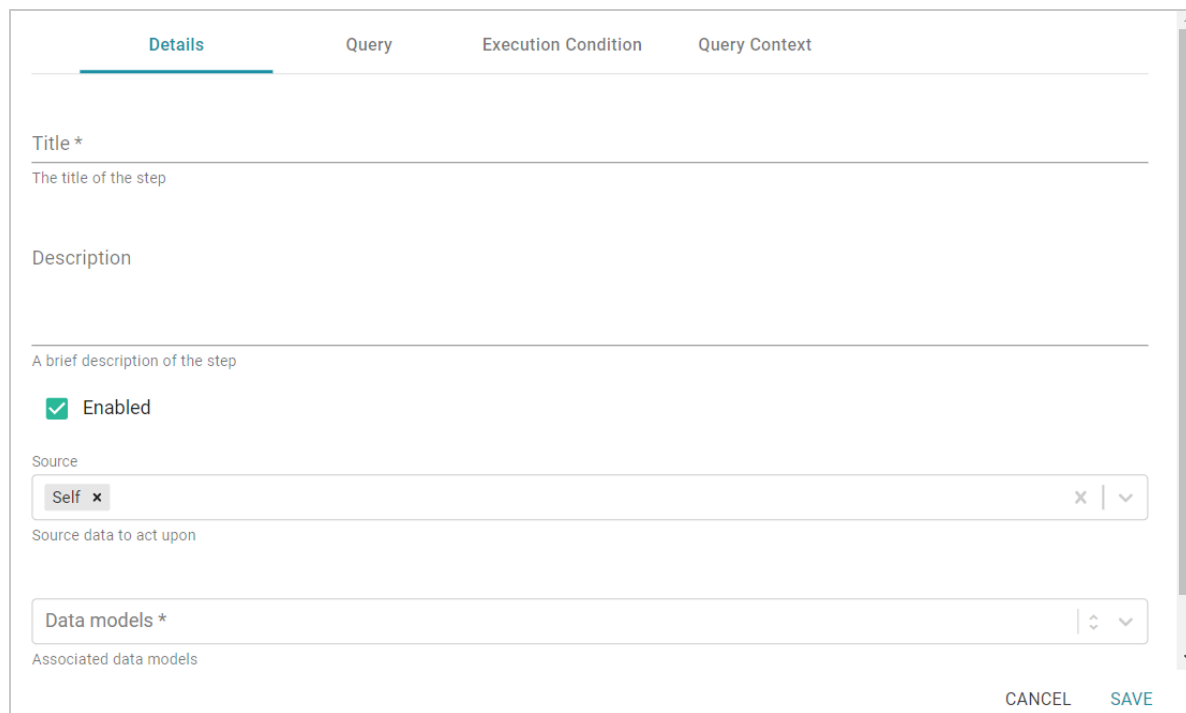 Details Query Execution Condition Query Context
Title *
The title of the step
Description
A brief description of the step
Enabled
Source
Self
Source data to act upon
Data models *
Associated data models
CANCEL SAVE